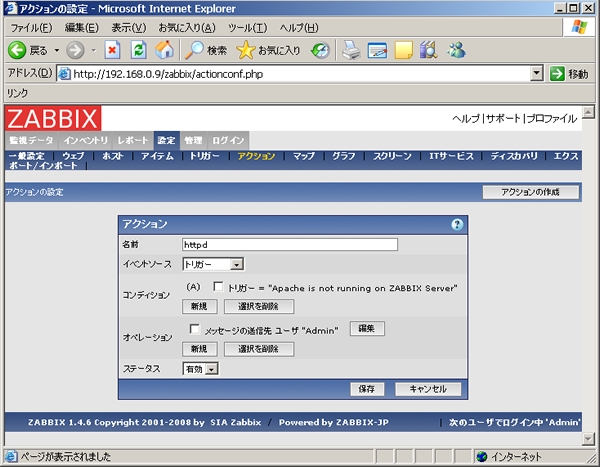 アクションの設定 - Microsoft Internet Explorer
ファイル(F) 編集(E) 表示(V) お気に入り(A) ツール(T) ヘルプ(H)
戻る 検索 お気に入り
アドレス(D) http://192.168.0.9/zabbix/actionconf.php 移動
リンク
ZABBIX ヘルプ|サポート|プロファイル
監視データ インベントリ レポート 設定 管理 ログイン
一般設定 | ウェブ | ホスト | アイテム | トリガー | アクション | マップ | グラフ | スクリーン | ITサービス | ディスカバリ | エクス
ポート/インポート |
アクションの設定 アクションの作成
アクション ?
名前 httpd
イベントソース トリガー
コンディション (A) トリガー = "Apache is not running on ZABBIX Server"
新規 選択を削除
オペレーション メッセージの送信先 ユーザ "Admin" 編集
新規 選択を削除
ステータス 有効
保存 キャンセル
ZABBIX 1.4.6 Copyright 2001-2008 by SIA Zabbix / Powered by ZABBIX-JP | 次のユーザでログイン中 'Admin'
ページが表示されました インターネット